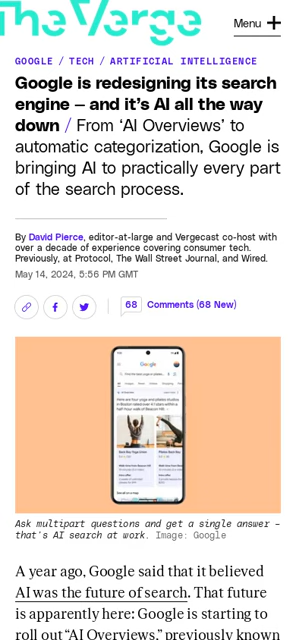 The Verge
Menu
GOOGLE / TECH / ARTIFICIAL INTELLIGENCE
Google is redesigning its search
engine — and it's AI all the way
down / From 'AI Overviews' to
automatic categorization, Google is
bringing AI to practically every part
of the search process.
By David Pierce, editor-at-large and Vergecast co-host with
over a decade of experience covering consumer tech.
Previously, at Protocol, The Wall Street Journal, and Wired.
May 14, 2024, 5:56 PM GMT
68 Comments (68 New)
Google
Ask multipart questions and get a single answer –
that's AI search at work. Image: Google
A year ago, Google said that it believed
AI was the future of search. That future
is apparently here: Google is starting to
roll out "AI Overviews," previously known